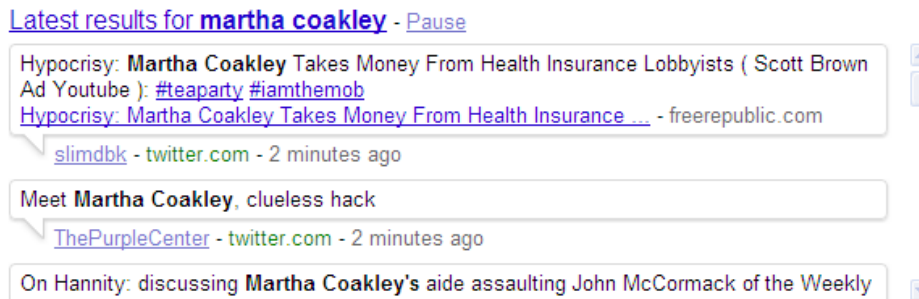 Latest results for martha coakley - Pause
Hypocrisy: Martha Coakley Takes Money From Health Insurance Lobbyists ( Scott Brown
Ad Youtube ): #teaparty #iamthemob
Hypocrisy: Martha Coakley Takes Money From Health Insurance ... - freerepublic.com
slimdbk - twitter.com - 2 minutes ago
Meet Martha Coakley, clueless hack
ThePurpleCenter - twitter.com - 2 minutes ago
On Hannity: discussing Martha Coakley's aide assaulting John McCormack of the Weekly